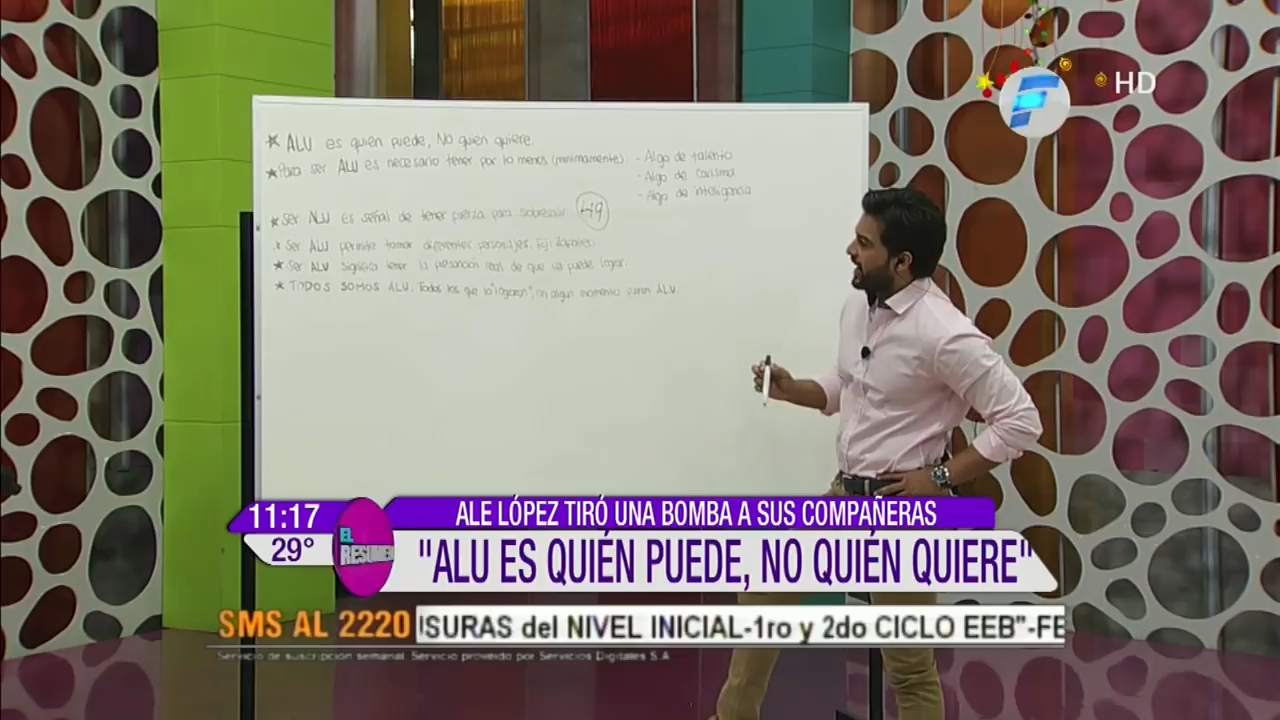 HD
★ ALU es quien puede, No quien quiere.
★ Para ser ALU es necesario tener por lo menos (minimamente) - Algo de talento
- Algo de carisma
- Algo de inteligencia
★ Ser ALU es señal de tener fuerza para sobresalir.
★ Ser ALU permite tomar diferentes personajes. Ej:
★ Ser ALU significa tener la real de que se puede lograr.
★ TODOS SOMOS ALU. Todos los que lo "lograron", en algun momento fueron ALU.
11:17
ALE LÓPEZ TIRÓ UNA BOMBA A SUS COMPAÑERAS
29°
EL RESUMEN
"ALU ES QUIÉN PUEDE, NO QUIÉN QUIERE"
SMS AL 2220 ISURAS del NIVEL INICIAL-1ro y 2do CICLO EEB"-FE
Servicio de suscripción semanal. Servicio proveido por Servicios Digitales S.A